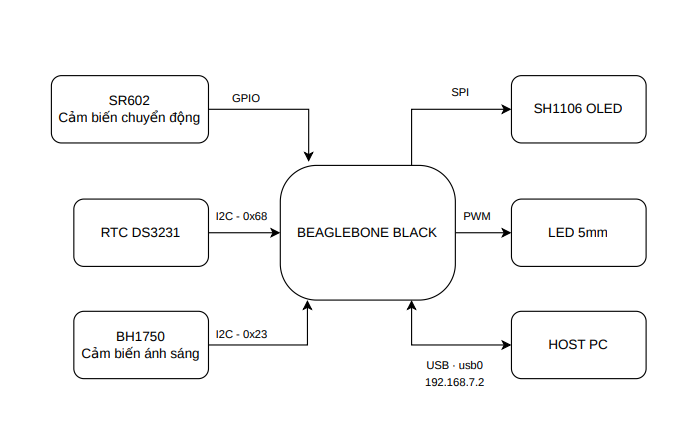 SR602
Cảm biến chuyển động
GPIO
SPI
SH1106 OLED
RTC DS3231
I2C - 0x68
BEAGLEBONE BLACK
PWM
LED 5mm
BH1750
Cảm biến ánh sáng
I2C - 0x23
HOST PC
USB · usb0
192.168.7.2